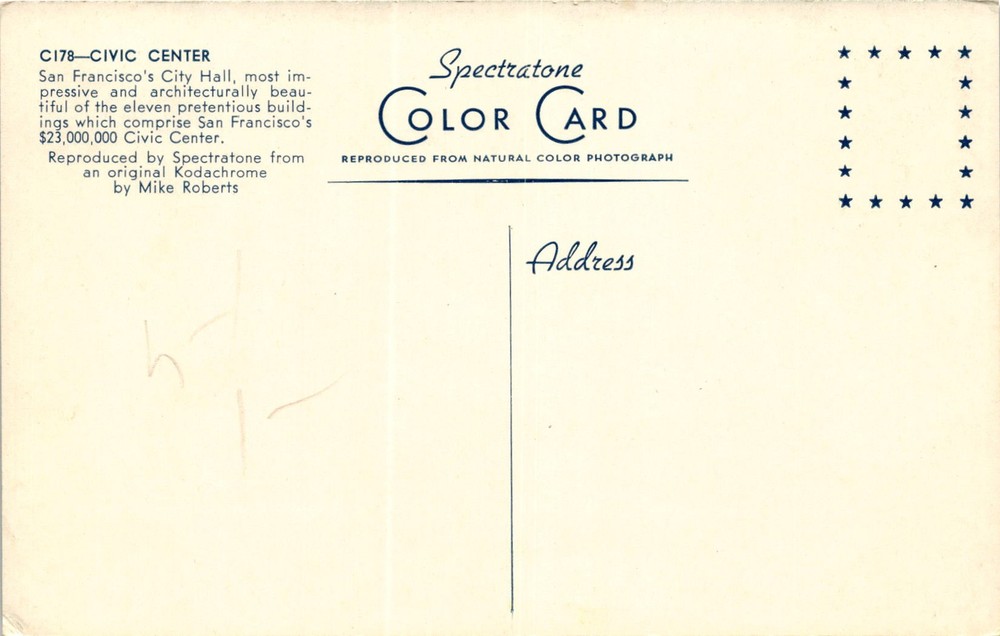 C178—CIVIC CENTER
San Francisco's City Hall, most im-
pressive and architecturally beau-
tiful of the eleven pretentious build-
ings which comprise San Francisco's
$23,000,000 Civic Center.
Reproduced by Spectratone from
an original Kodachrome
by Mike Roberts
Spectratone
COLOR CARD
REPRODUCED FROM NATURAL COLOR PHOTOGRAPH
Address